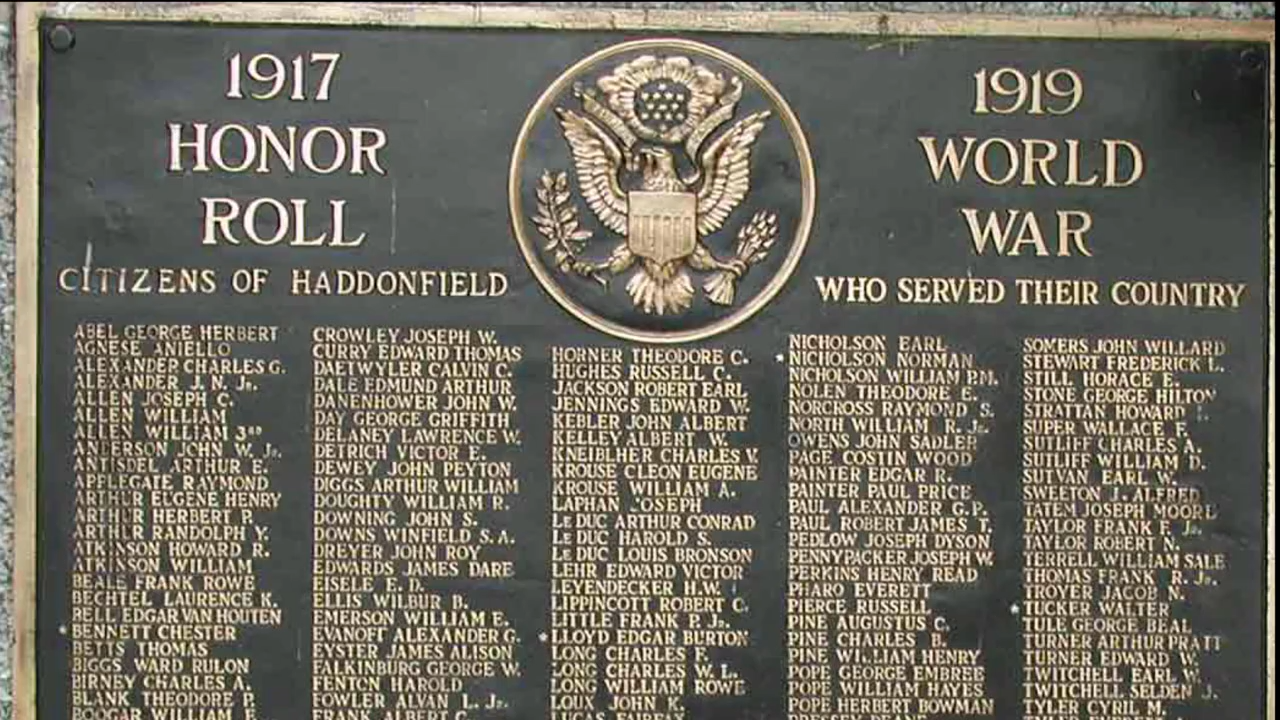 1917
HONOR
ROLL
CITIZENS OF HADDONFIELD
1919
WORLD
WAR
WHO SERVED THEIR COUNTRY
ABEL GEORGE HERBERT
AGNESE ANIELLO
ALEXANDER CHARLES G.
ALEXANDER J. N. JR.
ALLEN JOSEPH C.
ALLEN WILLIAM
ALLEN WILLIAM 3RD
ANDERSON JOHN W. JR.
ANTISDEL ARTHUR E.
APPLEGATE RAYMOND
ARTHUR EUGENE HENRY
ARTHUR HERBERT P.
ARTHUR RANDOLPH Y.
ATKINSON HOWARD R.
ATKINSON WILLIAM
BEALE FRANK ROWE
BECHTEL LAURENCE K.
BELL EDGAR VAN HOUTEN
* BENNETT CHESTER
BETTS THOMAS
BIGGS WARD RULON
BIRNEY CHARLES A.
BLANK THEODORE P.
BOOGAR WILLIAM F.
CROWLEY JOSEPH W.
CURRY EDWARD THOMAS
DAETWYLER CALVIN C.
DALE EDMUND ARTHUR
DANENHOWER JOHN W.
DAY GEORGE GRIFFITH
DELANEY LAWRENCE W.
DETRICH VICTOR E.
DEWEY JOHN PEYTON
DIGGS ARTHUR WILLIAM
DOUGHTY WILLIAM R.
DOWNING JOHN S.
DOWNS WINFIELD S. A.
DREYER JOHN ROY
EDWARDS JAMES DARE
EISELE E. D.
ELLIS WILBUR B.
EMERSON WILLIAM E.
EVANOFF ALEXANDER G.
EYSTER JAMES ALISON
FALKINBURG GEORGE W.
FENTON HAROLD
FOWLER ALVAN L. JR.
FRANK ALBERT C.
HORNER THEODORE C.
HUGHES RUSSELL C.
JACKSON ROBERT EARL
JENNINGS EDWARD W.
KEBLER JOHN ALBERT
KELLEY ALBERT W.
KNEIBLHER CHARLES V.
KROUSE CLEON EUGENE
KROUSE WILLIAM A.
LAPHAN JOSEPH
LE DUC ARTHUR CONRAD
LE DUC HAROLD S.
LE DUC LOUIS BRONSON
LEHR EDWARD VICTOR
LEYENDECKER H.W.
LIPPINCOTT ROBERT C.
LITTLE FRANK P. JR.
* LLOYD EDGAR BURTON
LONG CHARLES F.
LONG CHARLES W. L.
LONG WILLIAM ROWE
LOUX JOHN K.
LUCAS FAIRFAX
NICHOLSON EARL
* NICHOLSON NORMAN
NICHOLSON WILLIAM P.M.
NOLEN THEODORE E.
NORCROSS RAYMOND S.
NORTH WILLIAM R. JR.
OWENS JOHN SADLER
PAGE COSTIN WOOD
PAINTER EDGAR R.
PAINTER PAUL PRICE
PAUL ALEXANDER G.P.
PAUL ROBERT JAMES T.
PEDLOW JOSEPH DYSON
PENNYPACKER JOSEPH W.
PERKINS HENRY READ
PHARO EVERETT
PIERCE RUSSELL
PINE AUGUSTUS C.
PINE CHARLES B.
PINE WILLIAM HENRY
POPE GEORGE EMBREE
POPE WILLIAM HAYES
POPE HERBERT BOWMAN
PRESSEY DEANE
SOMERS JOHN WILLARD
STEWART FREDERICK L.
STILL HORACE E.
STONE GEORGE HILTON
STRATTAN HOWARD
SUPER WALLACE F.
SUTLIFF CHARLES A.
SUTLIFF WILLIAM D.
SUTVAN EARL W.
SWEETON J. ALFRED
TATEM JOSEPH MOORE
TAYLOR FRANK F. JR.
TAYLOR ROBERT N.
TERRELL WILLIAM SALE
THOMAS FRANK R. JR.
TROYER JACOB N.
* TUCKER WALTER
TULE GEORGE BEAL
TURNER ARTHUR PRATT
TURNER EDWARD W.
TWITCHELL EARL W.
TWITCHELL SELDEN J.
TYLER CYRIL M.